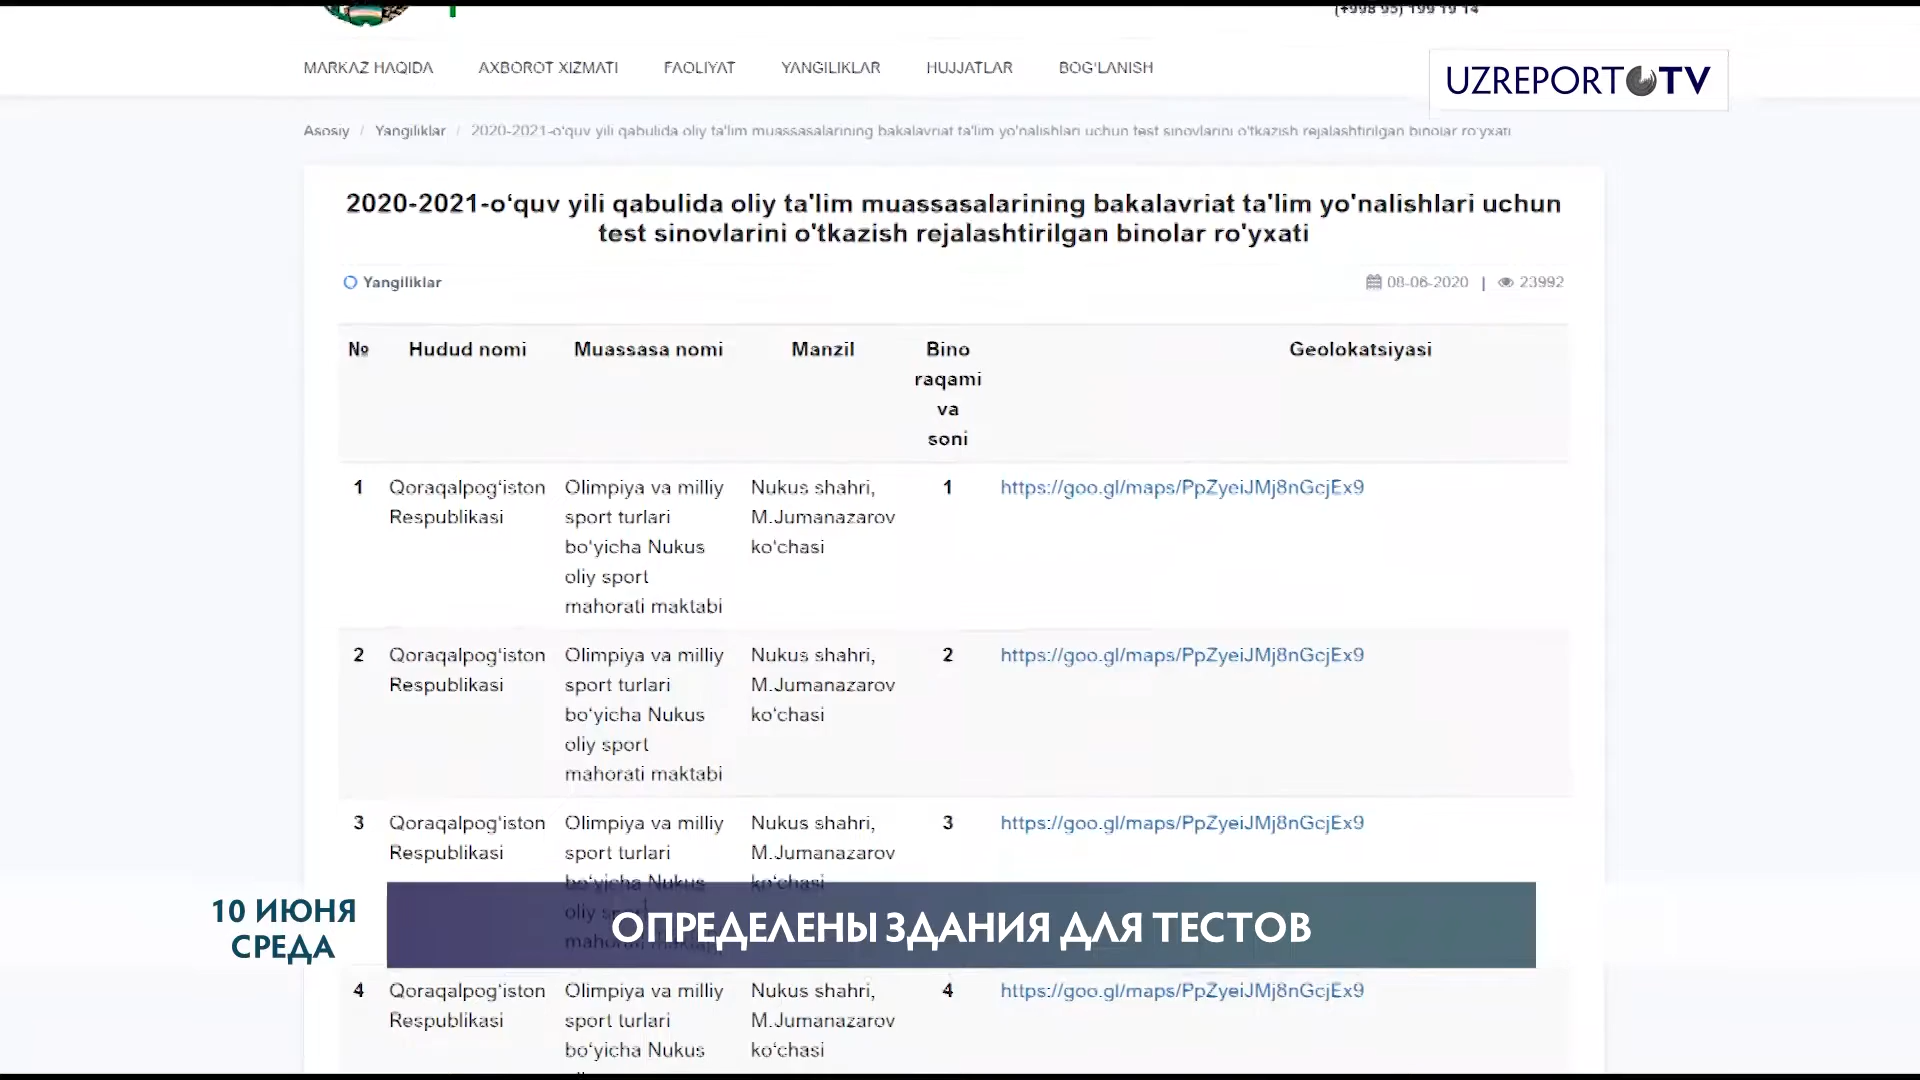 (+998 95) 199 19 14
MARKAZ HAQIDA AXBOROT XIZMATI FAOLIYAT YANGILIKLAR HUJJATLAR BOG'LANISH
UZREPORT TV
Asosiy / Yangiliklar / 2020-2021-o‘quv yili qabulida oliy ta'lim muassasalarining bakalavriat ta'lim yo'nalishlari uchun test sinovlarini o'tkazish rejalashtirilgan binolar ro'yxati
2020-2021-o‘quv yili qabulida oliy ta'lim muassasalarining bakalavriat ta'lim yo'nalishlari uchun
test sinovlarini o'tkazish rejalashtirilgan binolar ro'yxati
Yangiliklar 08-06-2020 | 23992
№ Hudud nomi Muassasa nomi Manzil Bino Geolokatsiyasi
raqami
va
soni
1 Qoraqalpog‘iston Olimpiya va milliy Nukus shahri, 1 https://goo.gl/maps/PpZyeiJMj8nGcjEx9
Respublikasi sport turlari M.Jumanazarov
bo‘yicha Nukus ko‘chasi
oliy sport
mahorati maktabi
2 Qoraqalpog‘iston Olimpiya va milliy Nukus shahri, 2 https://goo.gl/maps/PpZyeiJMj8nGcjEx9
Respublikasi sport turlari M.Jumanazarov
bo‘yicha Nukus ko‘chasi
oliy sport
mahorati maktabi
3 Qoraqalpog‘iston Olimpiya va milliy Nukus shahri, 3 https://goo.gl/maps/PpZyeiJMj8nGcjEx9
Respublikasi sport turlari M.Jumanazarov
bo‘yicha Nukus ko‘chasi
oliy
10 ИЮНЯ
СРЕДА
ОПРЕДЕЛЕНЫ ЗДАНИЯ ДЛЯ ТЕСТОВ
4 Qoraqalpog‘iston Olimpiya va milliy Nukus shahri, 4 https://goo.gl/maps/PpZyeiJMj8nGcjEx9
Respublikasi sport turlari M.Jumanazarov
bo‘yicha Nukus ko‘chasi